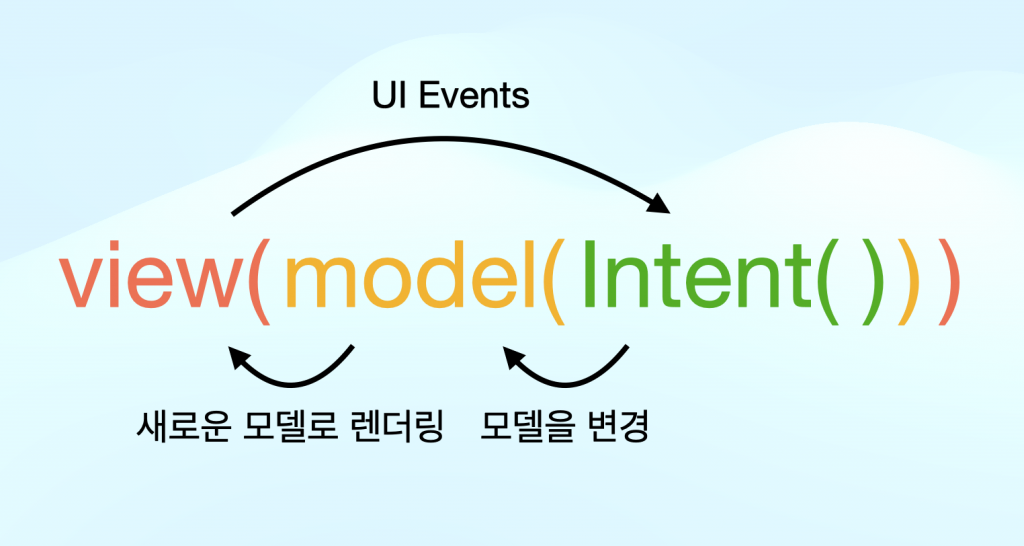 UI Events
view(model(Intent()))
새로운 모델로 렌더링 모델을 변경